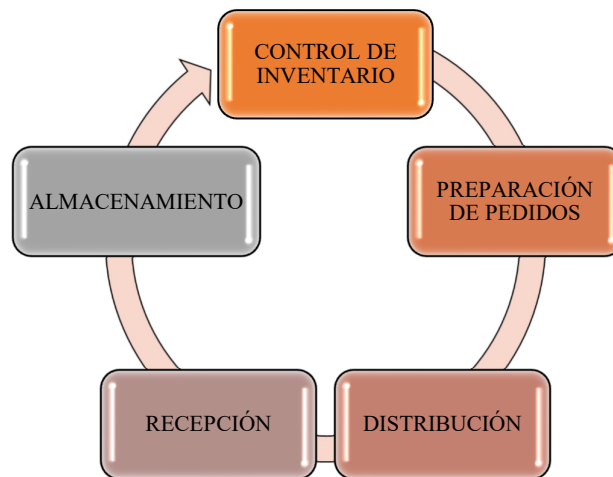 CONTROL DE
INVENTARIO
PREPARACIÓN
DE PEDIDOS
DISTRIBUCIÓN
RECEPCIÓN
ALMACENAMIENTO